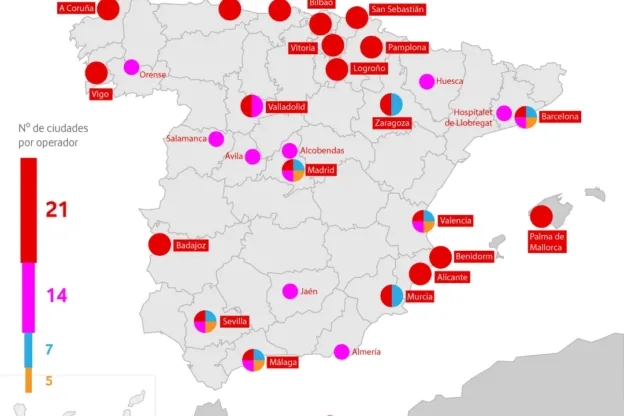 Bilbao
A Coruña
San Sebastián
Vitoria
Pamplona
Logroño
Orense
Vigo
Huesca
Valladolid
Zaragoza
Hospitalet
de Llobregat
Barcelona
Nº de ciudades
por operador
Salamanca
Ávila
Alcobendas
Madrid
21
Valencia
Palma de
Mallorca
Badajoz
Benidorm
Alicante
14
Jaén
Murcia
Sevilla
7
Almería
Málaga
5